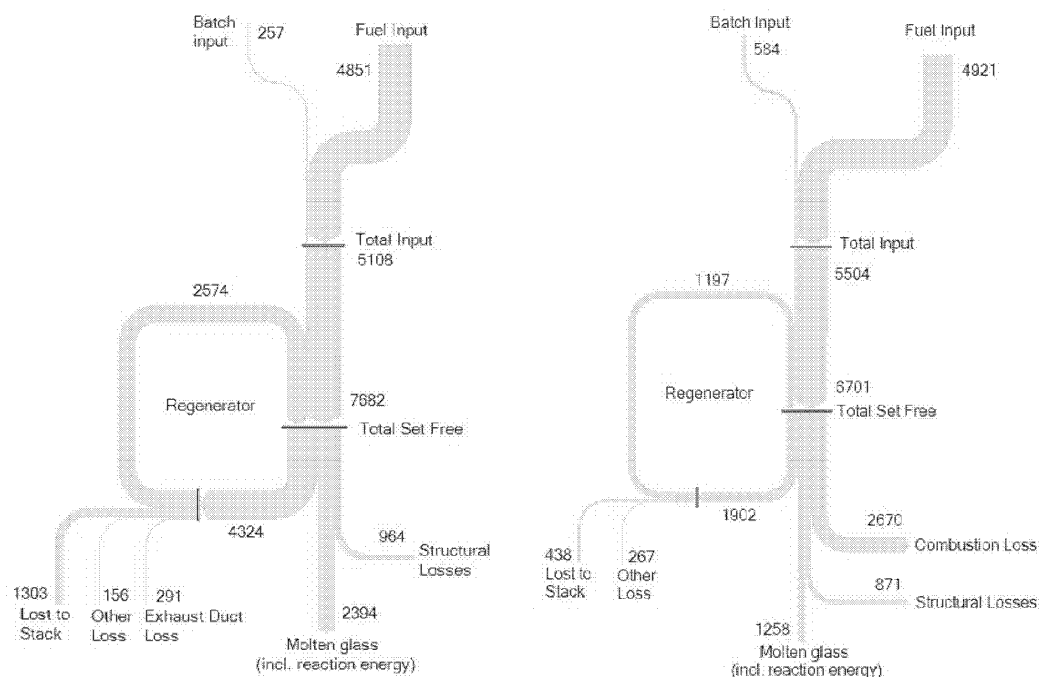 Batch
input
257
Fuel Input
4851
Total Input
5108
2574
Regenerator
7682
Total Set Free
4324
964
Structural
Losses
1303
Lost to
Stack
156
Other
Loss
291
Exhaust Duct
Loss
2394
Molten glass
(incl. reaction energy)
Batch Input
584
Fuel Input
4921
Total Input
5504
1197
Regenerator
6701
Total Set Free
1902
2670
Combustion Loss
438
Lost to
Stack
267
Other
Loss
871
Structural Losses
1258
Molten glass
(incl. reaction energy)